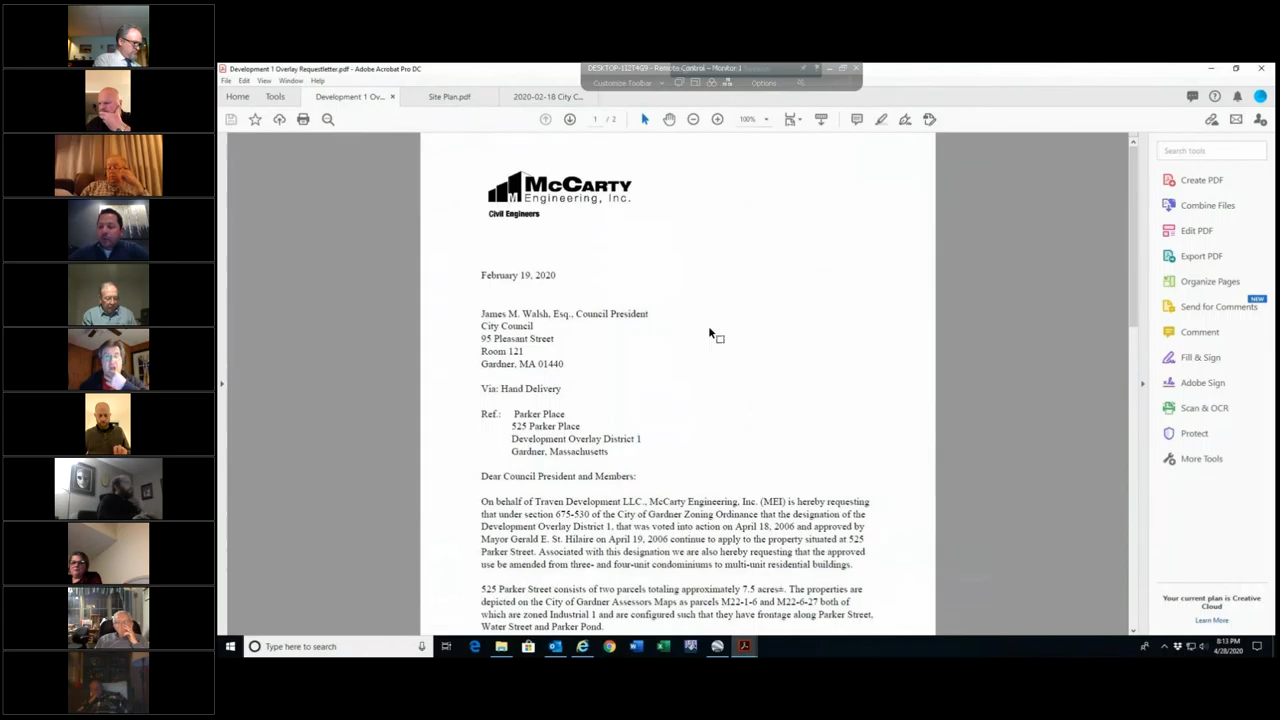 Development 1 Overlay Requestletter.pdf - Adobe Acrobat Pro DC
File Edit View Window Help
Remote Control - Monitor 1
Customize Toolbar Options
Home Tools Development 1 Ov... × Site Plan.pdf 2020-02-18 City C...
1 / 2 100%
McCARTY
Engineering, Inc.
Civil Engineers
February 19, 2020
James M. Walsh, Esq., Council President
City Council
95 Pleasant Street
Room 121
Gardner, MA 01440
Via: Hand Delivery
Ref.: Parker Place
525 Parker Place
Development Overlay District 1
Gardner, Massachusetts
Dear Council President and Members:
On behalf of Traven Development LLC., McCarty Engineering, Inc. (MEI) is hereby requesting
that under section 675-530 of the City of Gardner Zoning Ordinance that the designation of the
Development Overlay District 1, that was voted into action on April 18, 2006 and approved by
Mayor Gerald E. St. Hilaire on April 19, 2006 continue to apply to the property situated at 525
Parker Street. Associated with this designation we are also hereby requesting that the approved
use be amended from three- and four-unit condominiums to multi-unit residential buildings.
525 Parker Street consists of two parcels totaling approximately 7.5 acres±. The properties are
depicted on the City of Gardner Assessors Maps as parcels M22-1-6 and M22-6-27 both of
which are zoned Industrial 1 and are configured such that they have frontage along Parker Street,
Water Street and Parker Pond.
Search tools
Create PDF
Combine Files
Edit PDF
Export PDF
Organize Pages
NEW
Send for Comments
Comment
Fill & Sign
Adobe Sign
Scan & OCR
Protect
More Tools
Your current plan is Creative
Cloud
Learn More
Type here to search
8:13 PM
4/28/2020